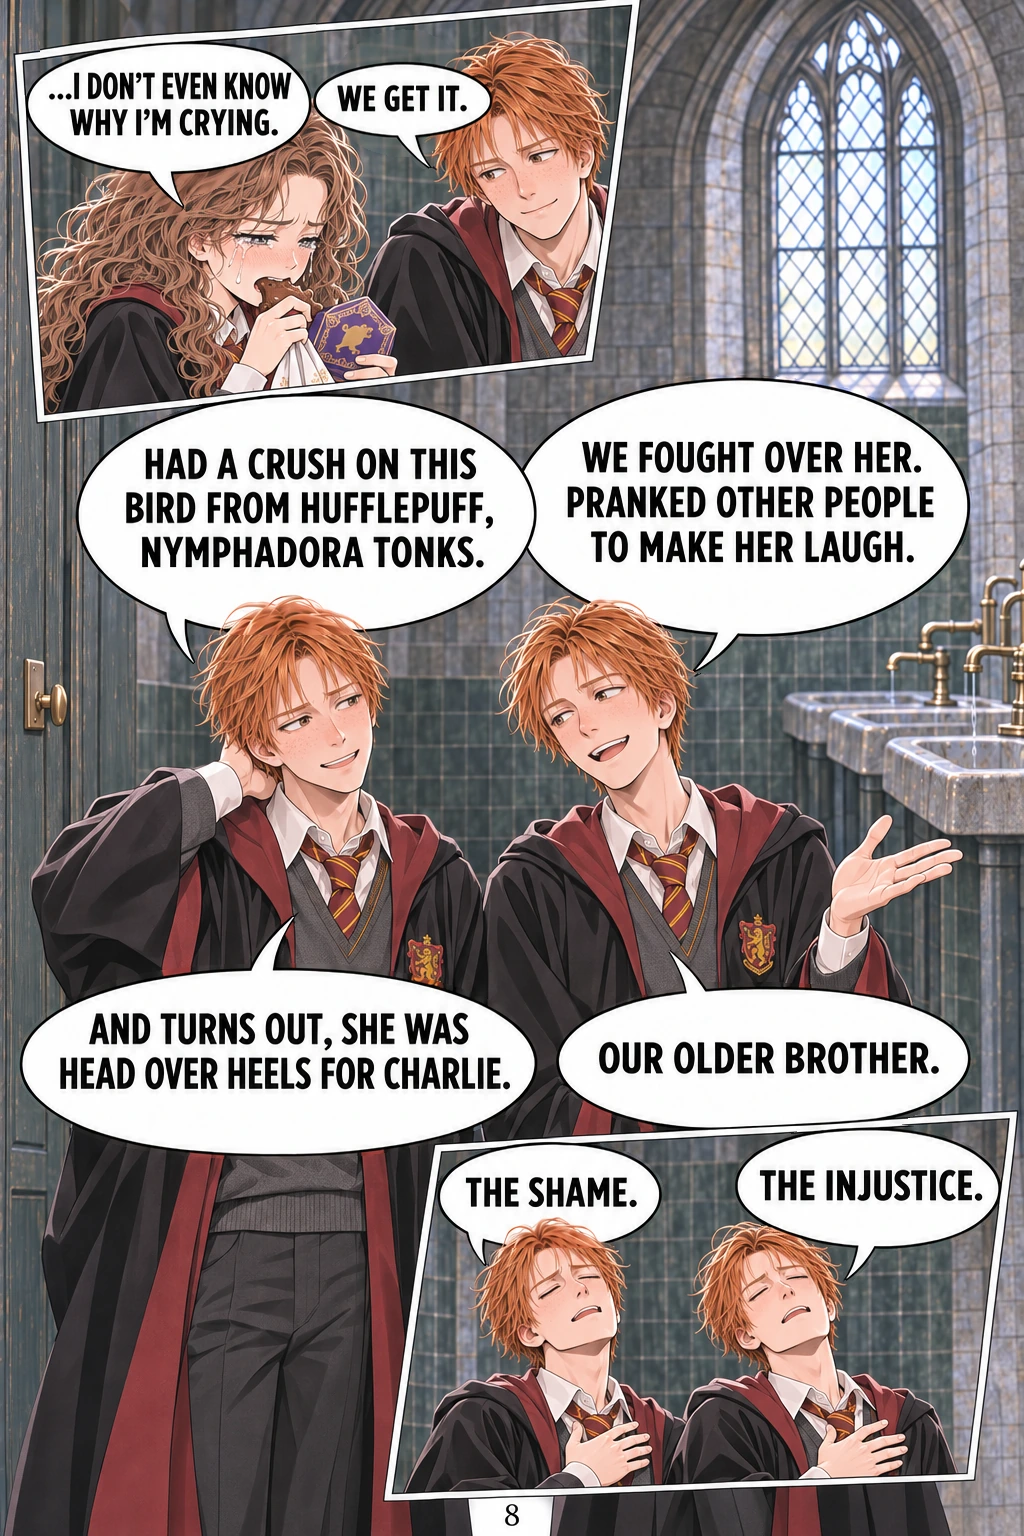 ...I DON'T EVEN KNOW
WHY I'M CRYING.
WE GET IT.
HAD A CRUSH ON THIS
BIRD FROM HUFFLEPUFF,
NYMPHADORA TONKS.
WE FOUGHT OVER HER.
PRANKED OTHER PEOPLE
TO MAKE HER LAUGH.
AND TURNS OUT, SHE WAS
HEAD OVER HEELS FOR CHARLIE.
OUR OLDER BROTHER.
THE SHAME.
THE INJUSTICE.
8